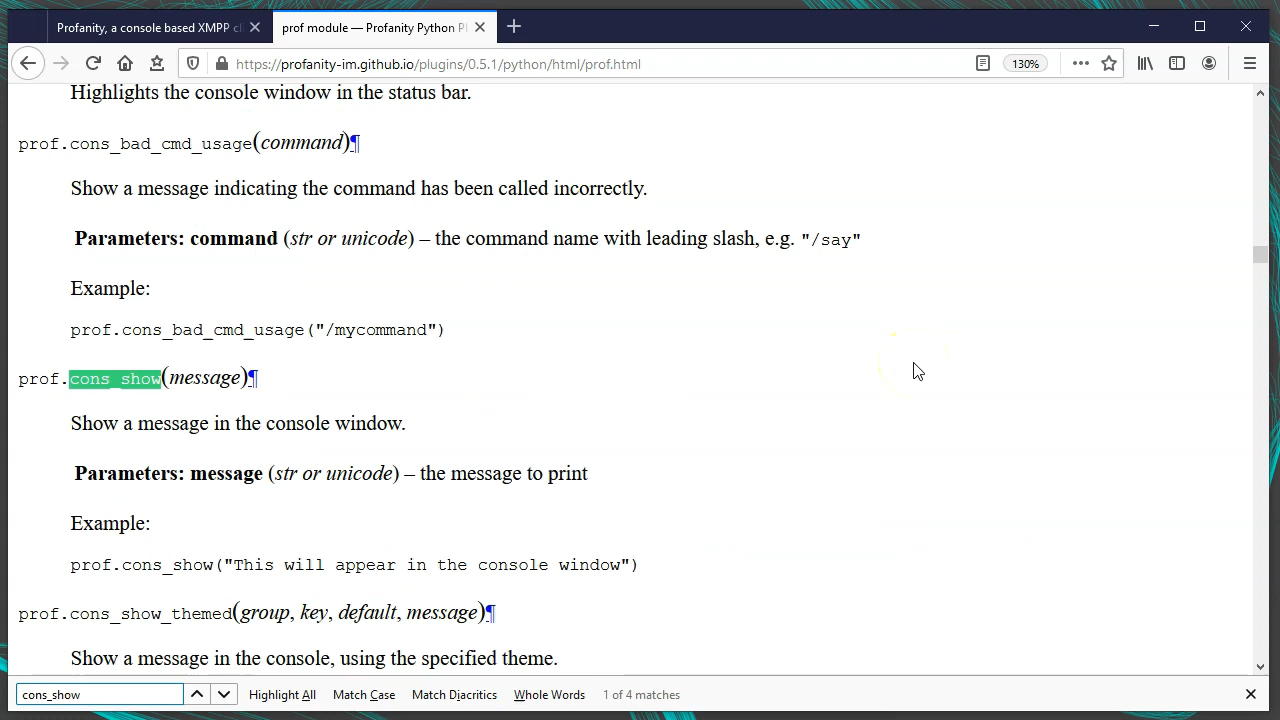 Profanity, a console based XMPP cl
prof module — Profanity Python Pl
https://profanity-im.github.io/plugins/0.5.1/python/html/prof.html
130%
Highlights the console window in the status bar.
prof.cons_bad_cmd_usage(command)¶
Show a message indicating the command has been called incorrectly.
Parameters: command (str or unicode) – the command name with leading slash, e.g. "/say"
Example:
prof.cons_bad_cmd_usage("/mycommand")
prof.cons_show(message)¶
Show a message in the console window.
Parameters: message (str or unicode) – the message to print
Example:
prof.cons_show("This will appear in the console window")
prof.cons_show_themed(group, key, default, message)¶
Show a message in the console, using the specified theme.
cons_show
Highlight All
Match Case
Match Diacritics
Whole Words
1 of 4 matches